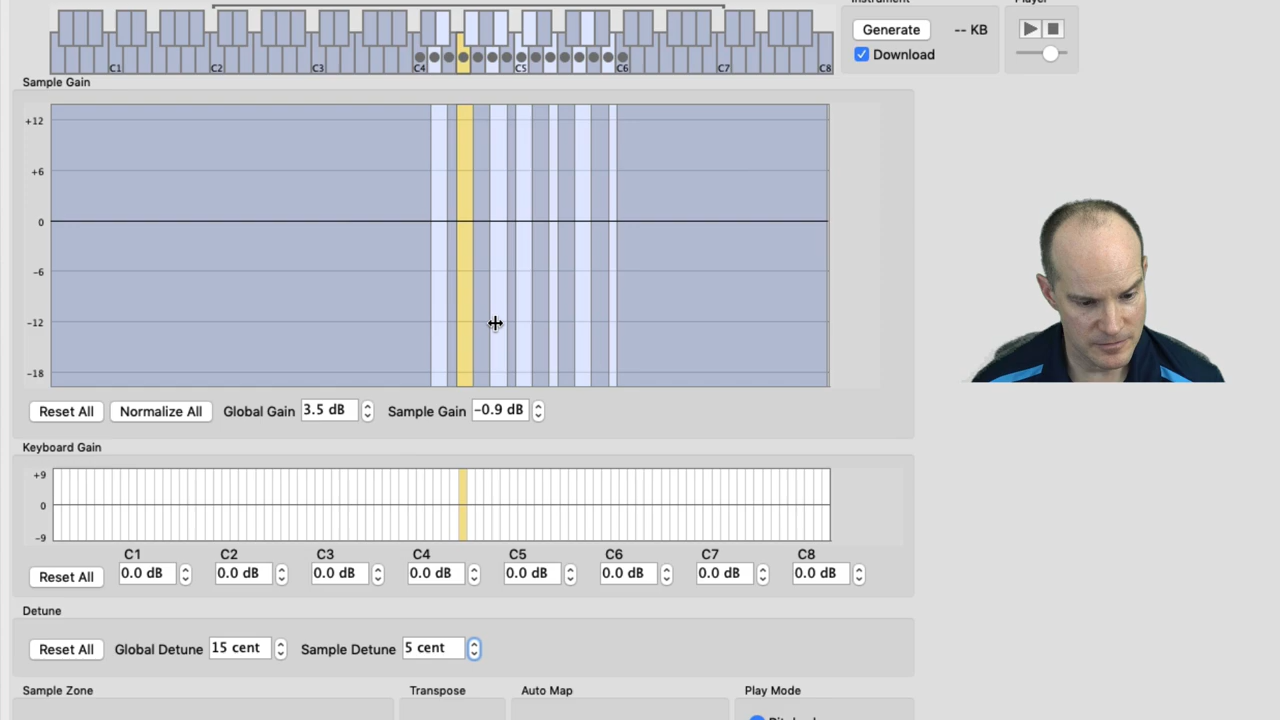 Generate -- KB
Download
C1 C2 C3 C4 C5 C6 C7 C8
Sample Gain
+12
+6
0
-6
-12
-18
Reset All Normalize All Global Gain 3.5 dB Sample Gain -0.9 dB
Keyboard Gain
+9
0
-9
C1 C2 C3 C4 C5 C6 C7 C8
Reset All 0.0 dB 0.0 dB 0.0 dB 0.0 dB 0.0 dB 0.0 dB 0.0 dB 0.0 dB
Detune
Reset All Global Detune 15 cent Sample Detune 5 cent
Sample Zone Transpose Auto Map Play Mode